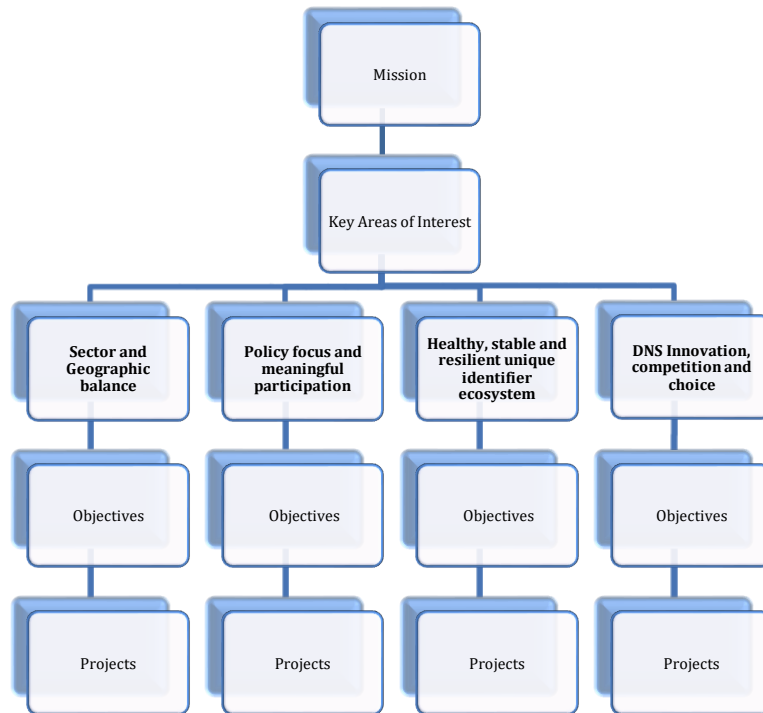 Mission
Key Areas of Interest
Sector and
Geographic
balance
Policy focus and
meaningful
participation
Healthy, stable and
resilient unique
identifier
ecosystem
DNS Innovation,
competition and
choice
Objectives
Objectives
Objectives
Objectives
Projects
Projects
Projects
Projects